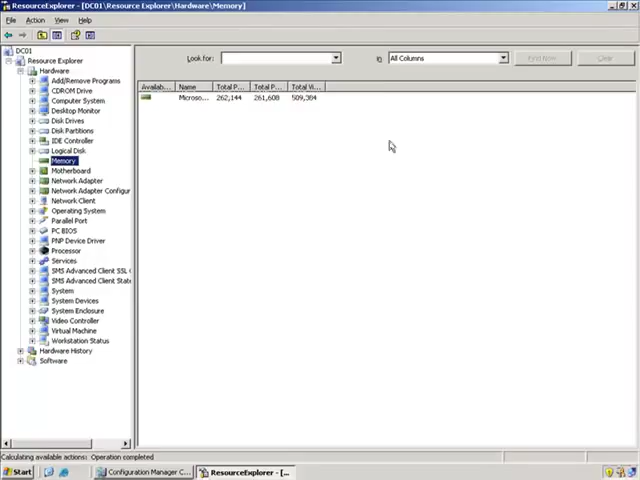 ResourceExplorer - [DC01\Resource Explorer\Hardware\Memory]
File Action View Help
DC01
Resource Explorer
Hardware
Add/Remove Programs
CDROM Drive
Computer System
Desktop Monitor
Disk Drives
Disk Partitions
IDE Controller
Logical Disk
Memory
Motherboard
Network Adapter
Network Adapter Configur
Network Client
Operating System
Parallel Port
PC BIOS
PNP Device Driver
Processor
Services
SMS Advanced Client SSL C
SMS Advanced Client State
System
System Devices
System Enclosure
Video Controller
Virtual Machine
Workstation Status
Hardware History
Software
Look for: in All Columns Find Now Clear
Availab... Name Total P... Total P... Total Vi...
Microso... 262,144 261,608 509,384
Calculating available actions: Operation completed
Start Configuration Manager C... ResourceExplorer - [...